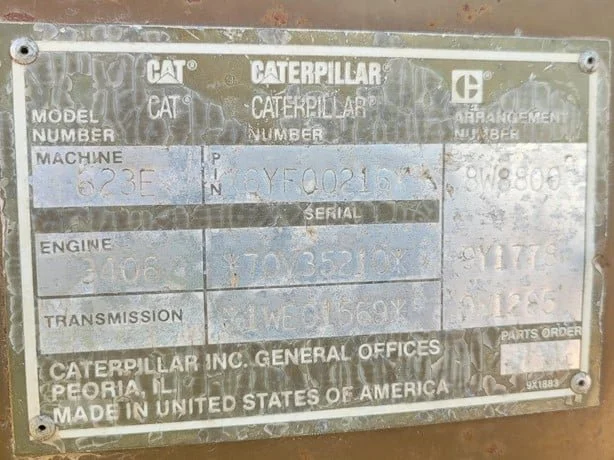 CAT® CATERPILLAR® C®
CAT® CATERPILLAR®
MODEL NUMBER NUMBER ARRANGEMENT NUMBER
MACHINE PIN
623E 8W8806
SERIAL
ENGINE
3408 9Y1778
TRANSMISSION
PARTS ORDER
CATERPILLAR INC. GENERAL OFFICES
PEORIA, IL
MADE IN UNITED STATES OF AMERICA
9X1883